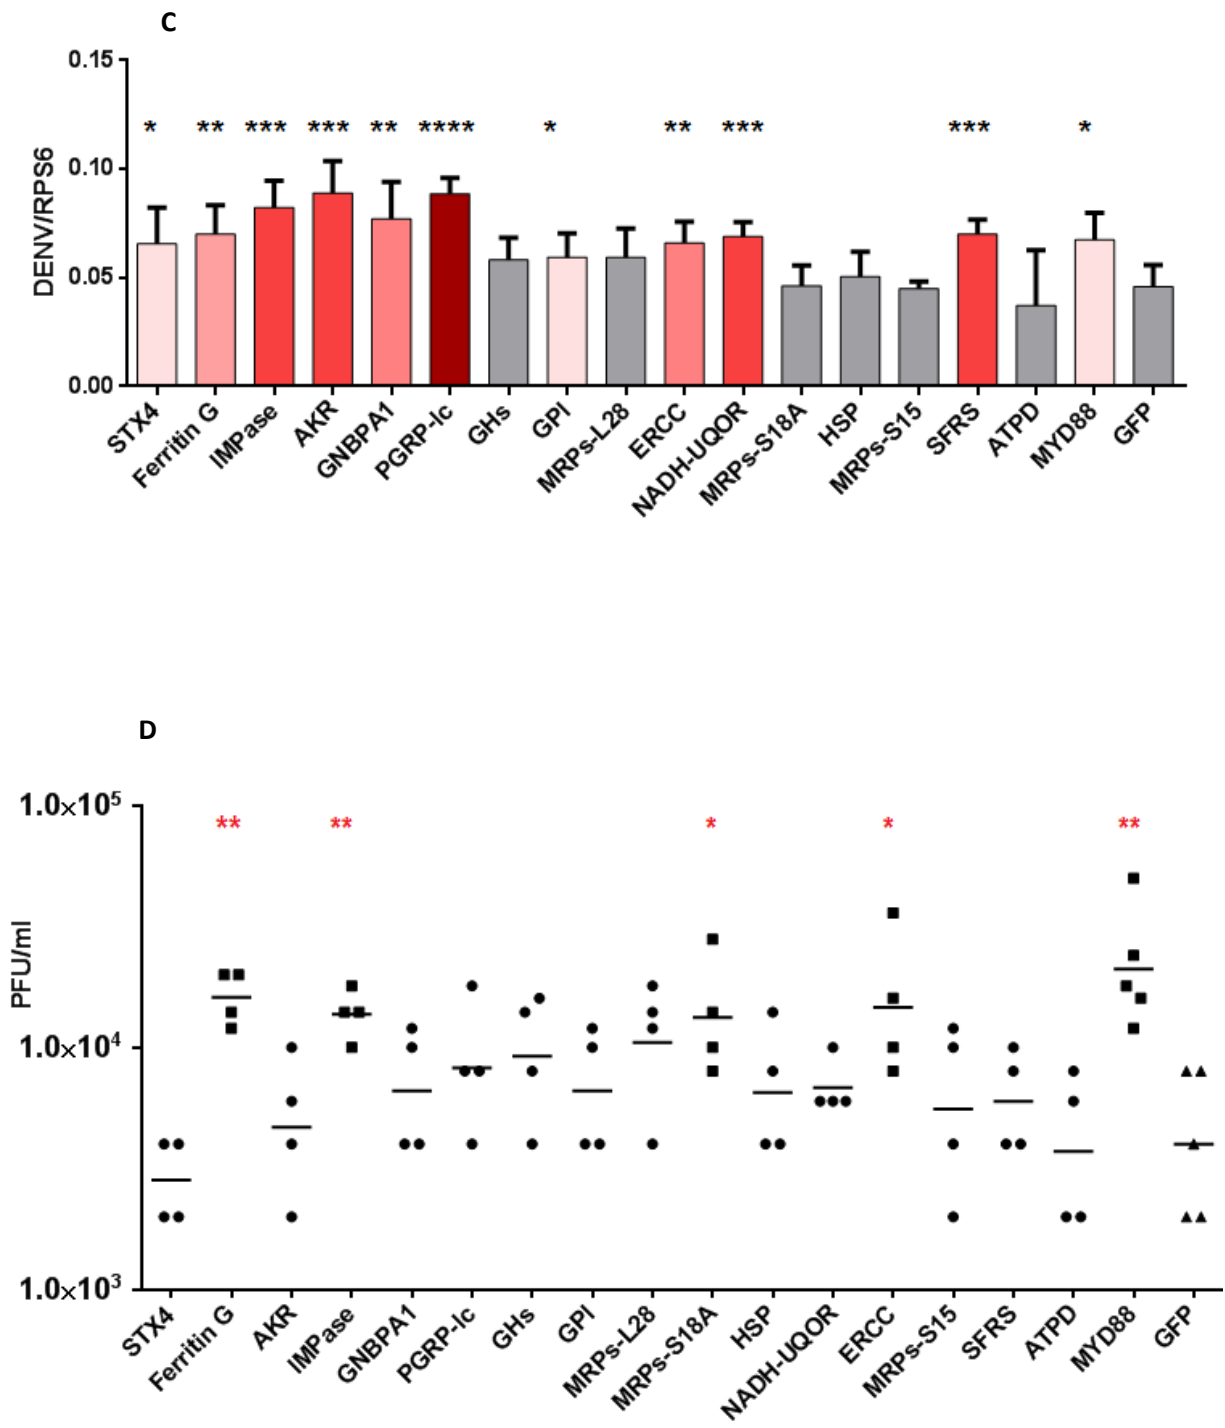 C
0.15
* ** *** *** ** **** * ** *** *** *
0.10
DENV/RPS6
0.05
0.00
STX4
Ferritin G
IMPase
AKR
GNBPA1
PGRP-lc
GHs
GPI
MRPs-L28
ERCC
NADH-UQOR
MRPs-S18A
HSP
MRPs-S15
SFRS
ATPD
MYD88
GFP
D
1.0×10⁵
** ** * * **
PFU/ml
1.0×10⁴
1.0×10³
STX4
Ferritin G
AKR
IMPase
GNBPA1
PGRP-lc
GHs
GPI
MRPs-L28
MRPs-S18A
HSP
NADH-UQOR
ERCC
MRPs-S15
SFRS
ATPD
MYD88
GFP